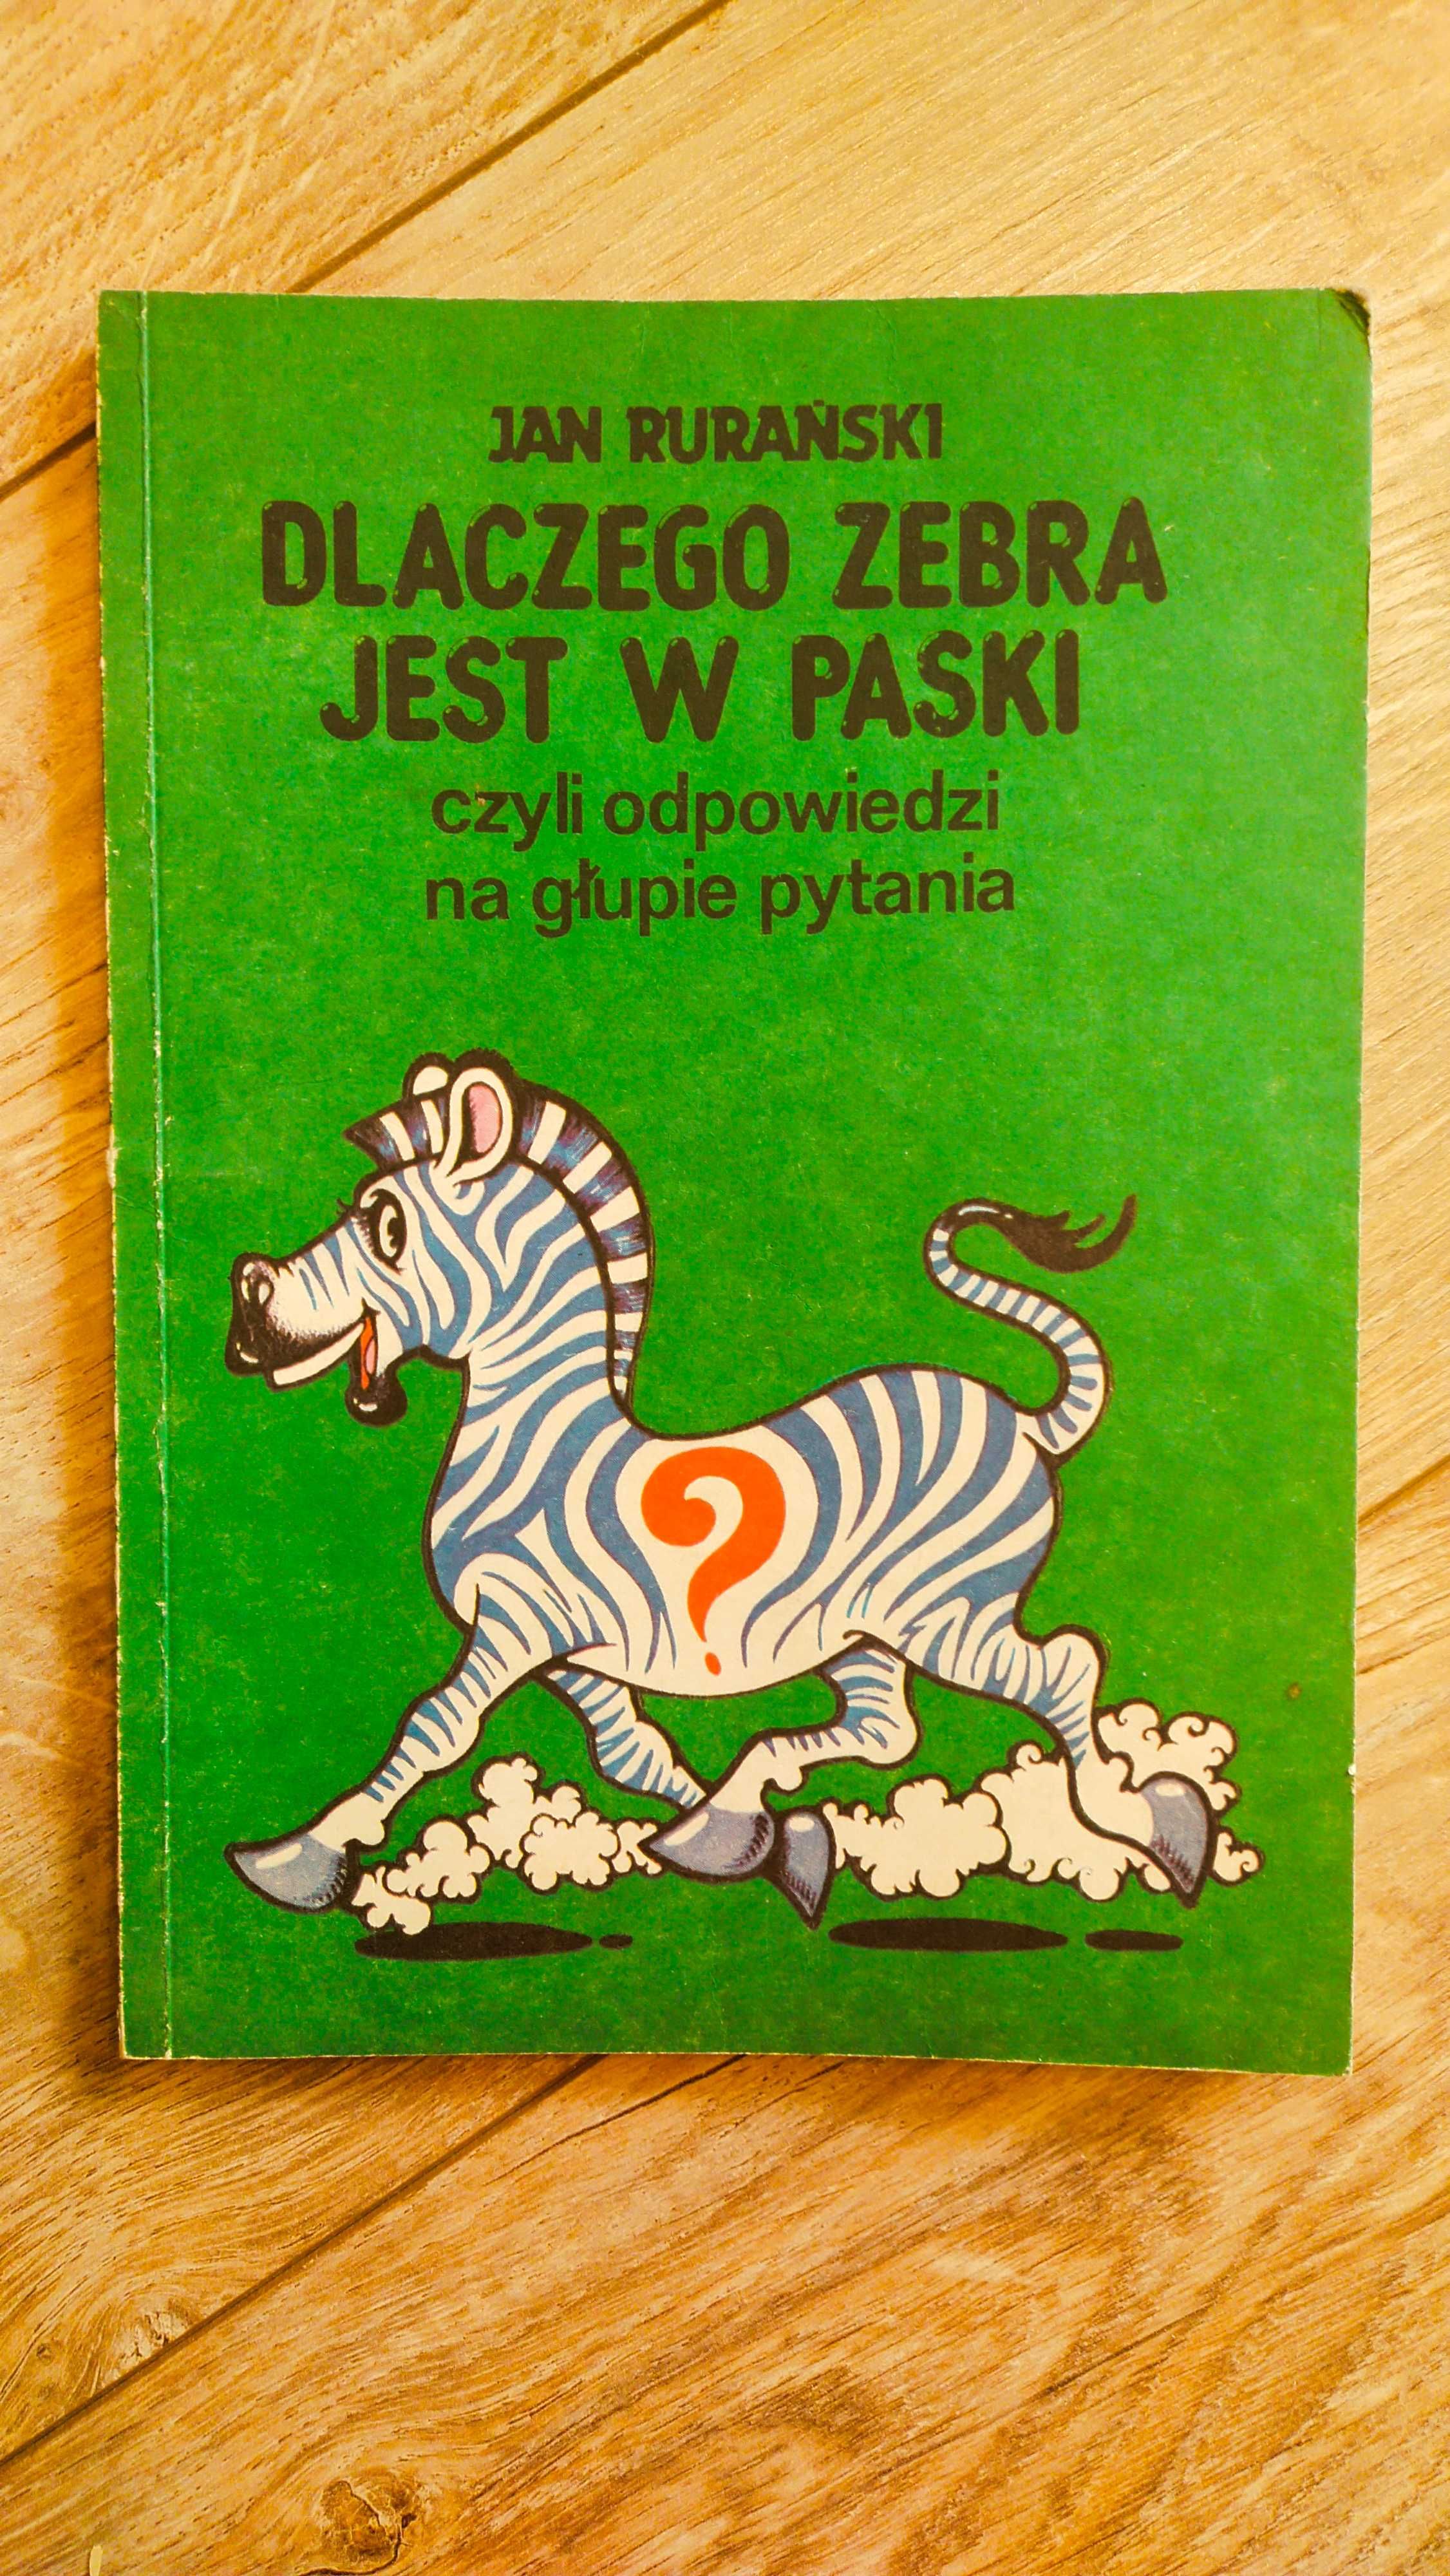 JAN RURAŃSKI
DLACZEGO ZEBRA
JEST W PASKI
czyli odpowiedzi
na głupie pytania
?